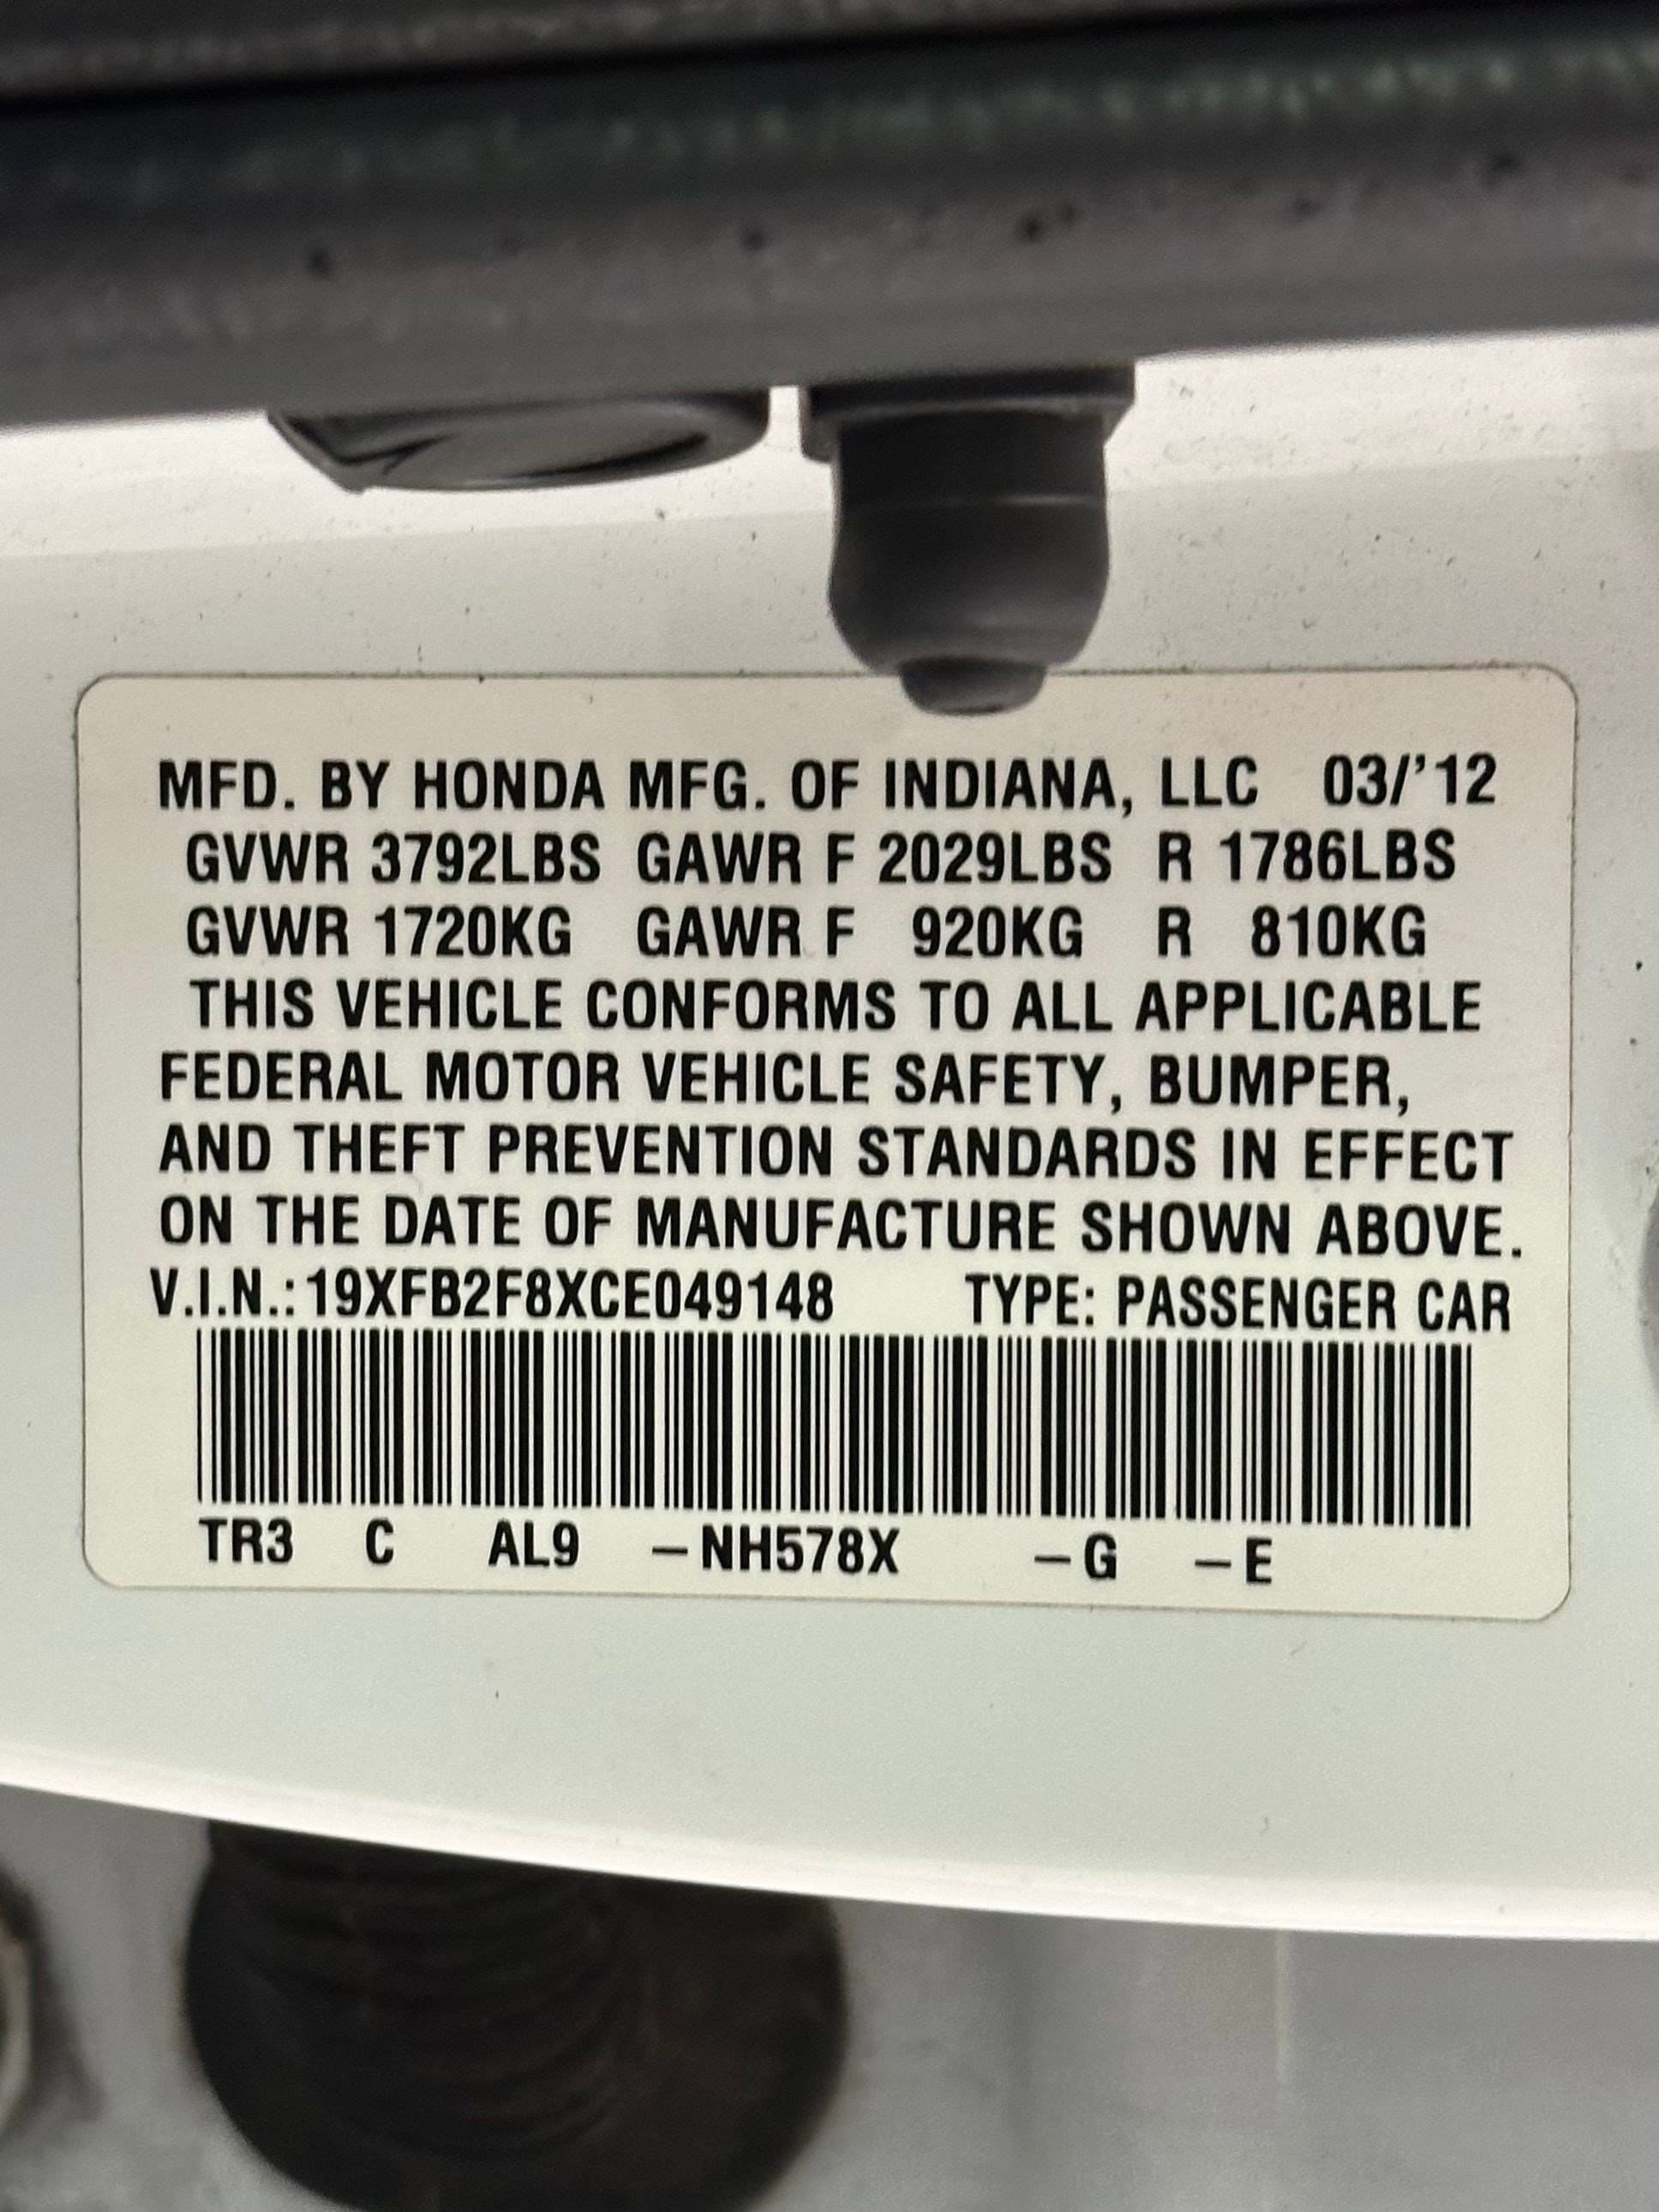 MFD. BY HONDA MFG. OF INDIANA, LLC 03/'12
GVWR 3792LBS GAWR F 2029LBS R 1786LBS
GVWR 1720KG GAWR F 920KG R 810KG
THIS VEHICLE CONFORMS TO ALL APPLICABLE
FEDERAL MOTOR VEHICLE SAFETY, BUMPER,
AND THEFT PREVENTION STANDARDS IN EFFECT
ON THE DATE OF MANUFACTURE SHOWN ABOVE.
V.I.N.: 19XFB2F8XCE049148 TYPE: PASSENGER CAR
TR3 C AL9 –NH578X –G –E